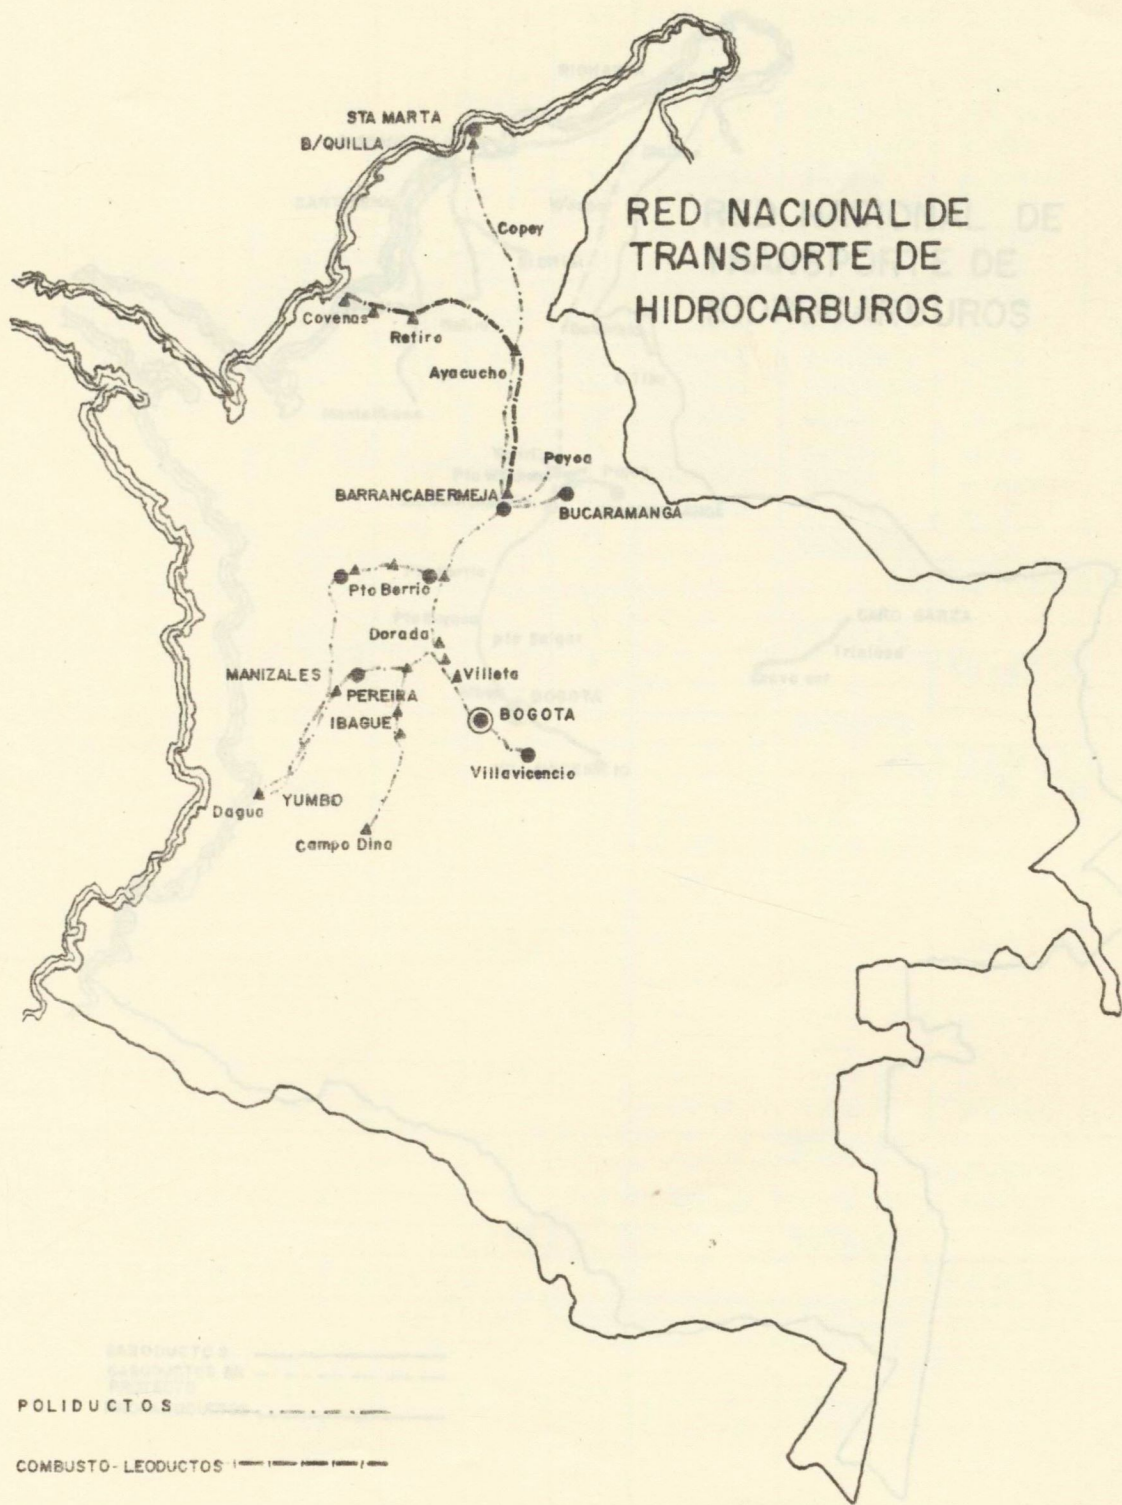 STA MARTA
B/QUILLA
RED NACIONAL DE
TRANSPORTE DE
HIDROCARBUROS
Copey
Covenas
Retiro
Ayacucho
Payoa
BARRANCABERMEJA
BUCARAMANGA
Pto Berrio
Dorada
MANIZALES
Villeta
PEREIRA
IBAGUE
BOGOTA
Villavicencio
Dagua
YUMBO
Campo Dina
POLIDUCTOS
COMBUSTO-LEODUCTOS